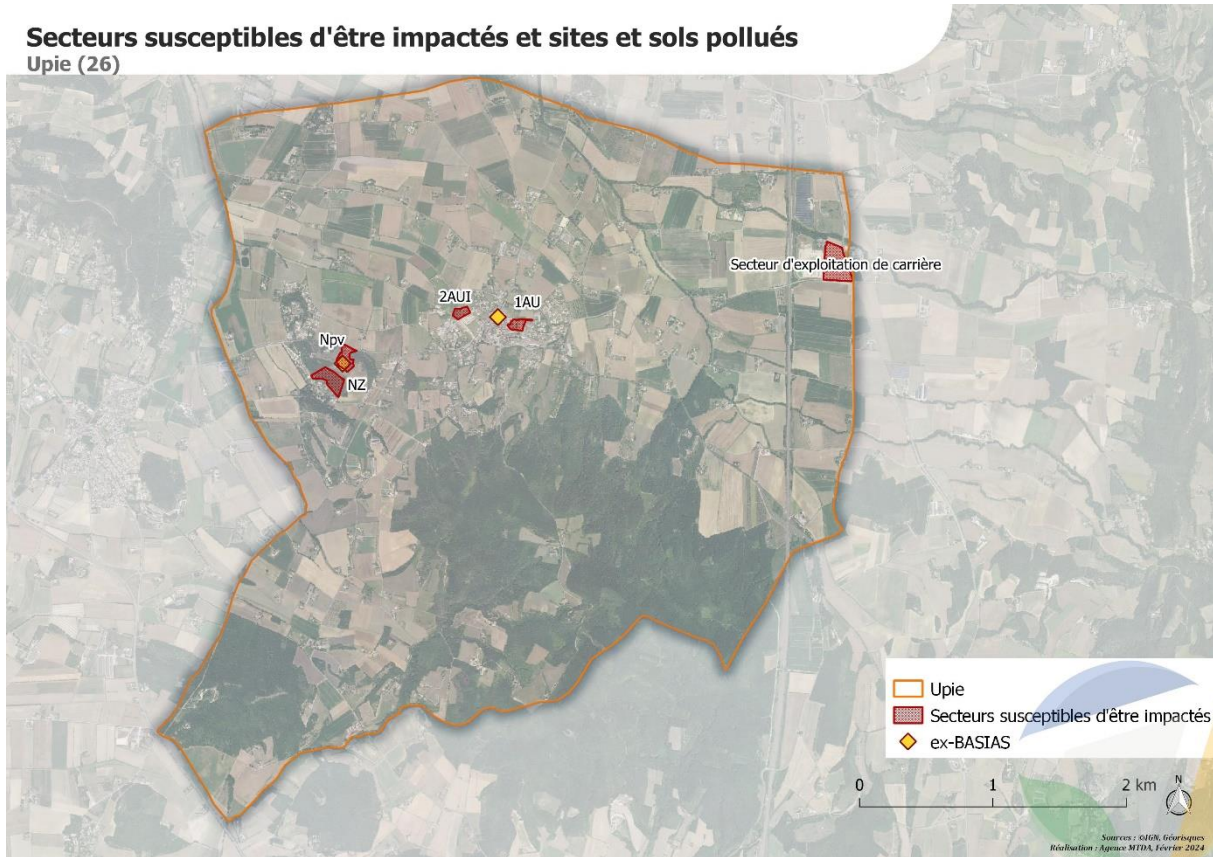 Secteurs susceptibles d'être impactés et sites et sols pollués
Upie (26)
Secteur d'exploitation de carrière
2AUI
1AU
Npv
NZ
Upie
Secteurs susceptibles d'être impactés
ex-BASIAS
0 1 2 km
N
Sources : ©IGN, Géorisques
Réalisation : Agence MTDA, Février 2024